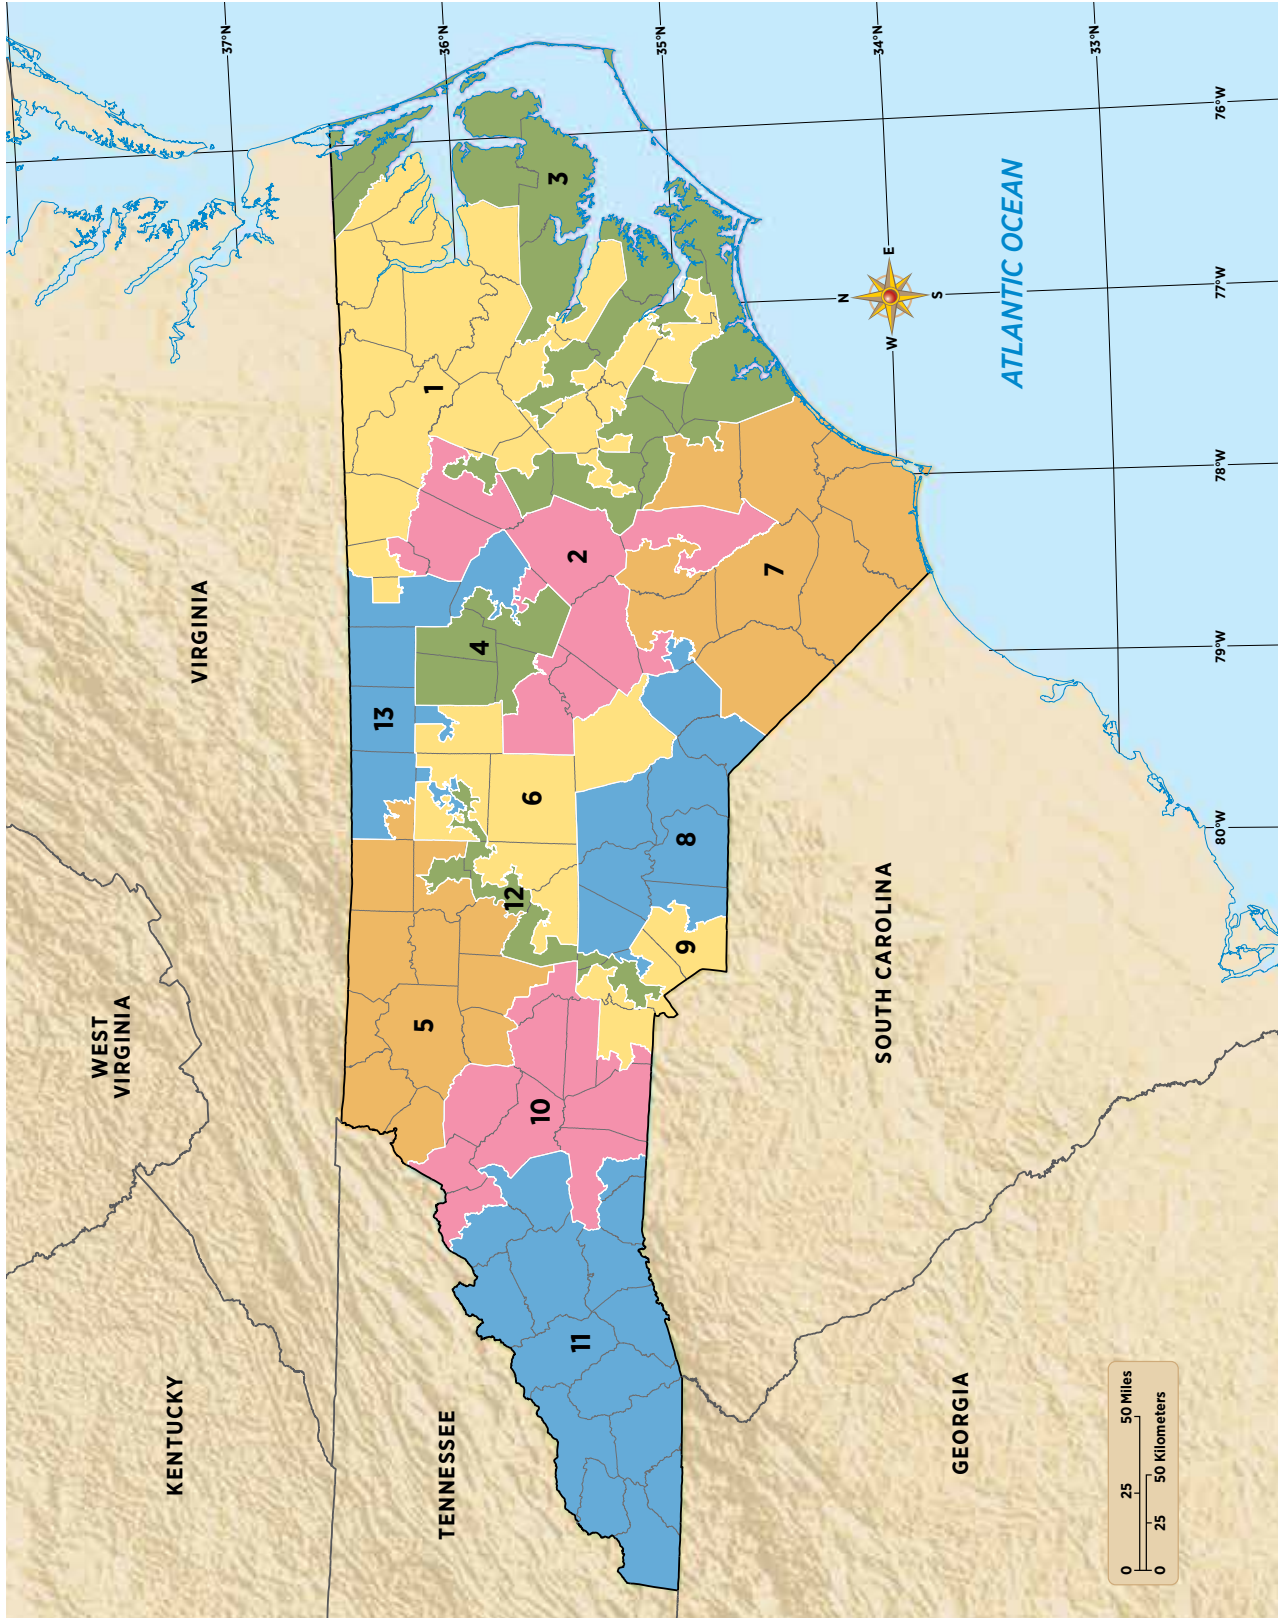 KENTUCKY
WEST
VIRGINIA
VIRGINIA
TENNESSEE
GEORGIA
SOUTH CAROLINA
ATLANTIC OCEAN
1
2
3
4
5
6
7
8
9
10
11
12
13
N
E
S
W
37°N
36°N
35°N
34°N
33°N
80°W
79°W
78°W
77°W
76°W
0 25 50 Miles
0 25 50 Kilometers